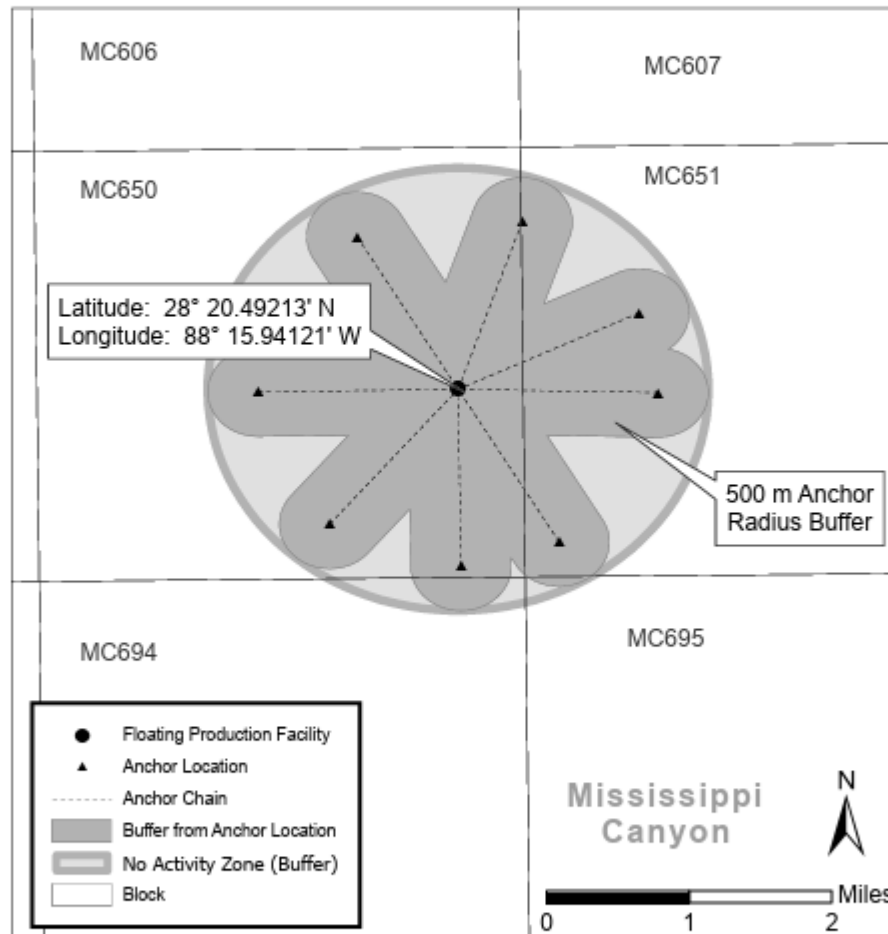 MC606
MC607
MC650
MC651
Latitude: 28° 20.49213' N
Longitude: 88° 15.94121' W
500 m Anchor
Radius Buffer
MC694
MC695
Floating Production Facility
Anchor Location
Anchor Chain
Buffer from Anchor Location
No Activity Zone (Buffer)
Block
Mississippi
Canyon
N
Miles
0 1 2